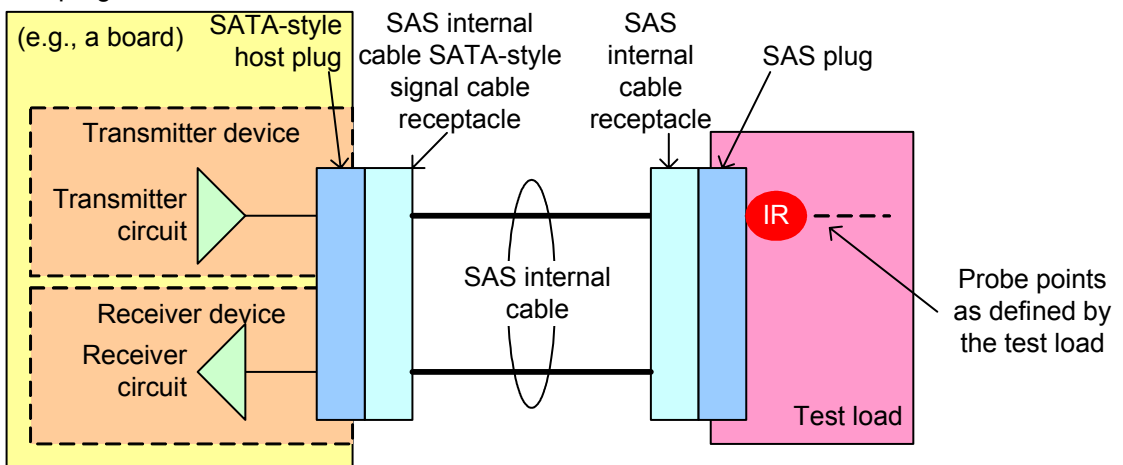 (e.g., a board)
SATA-style
host plug
SAS internal
cable SATA-style
signal cable
receptacle
SAS
internal
cable
receptacle
SAS plug
Transmitter device
Transmitter
circuit
IR
SAS internal
cable
Probe points
as defined by
the test load
Receiver device
Receiver
circuit
Test load